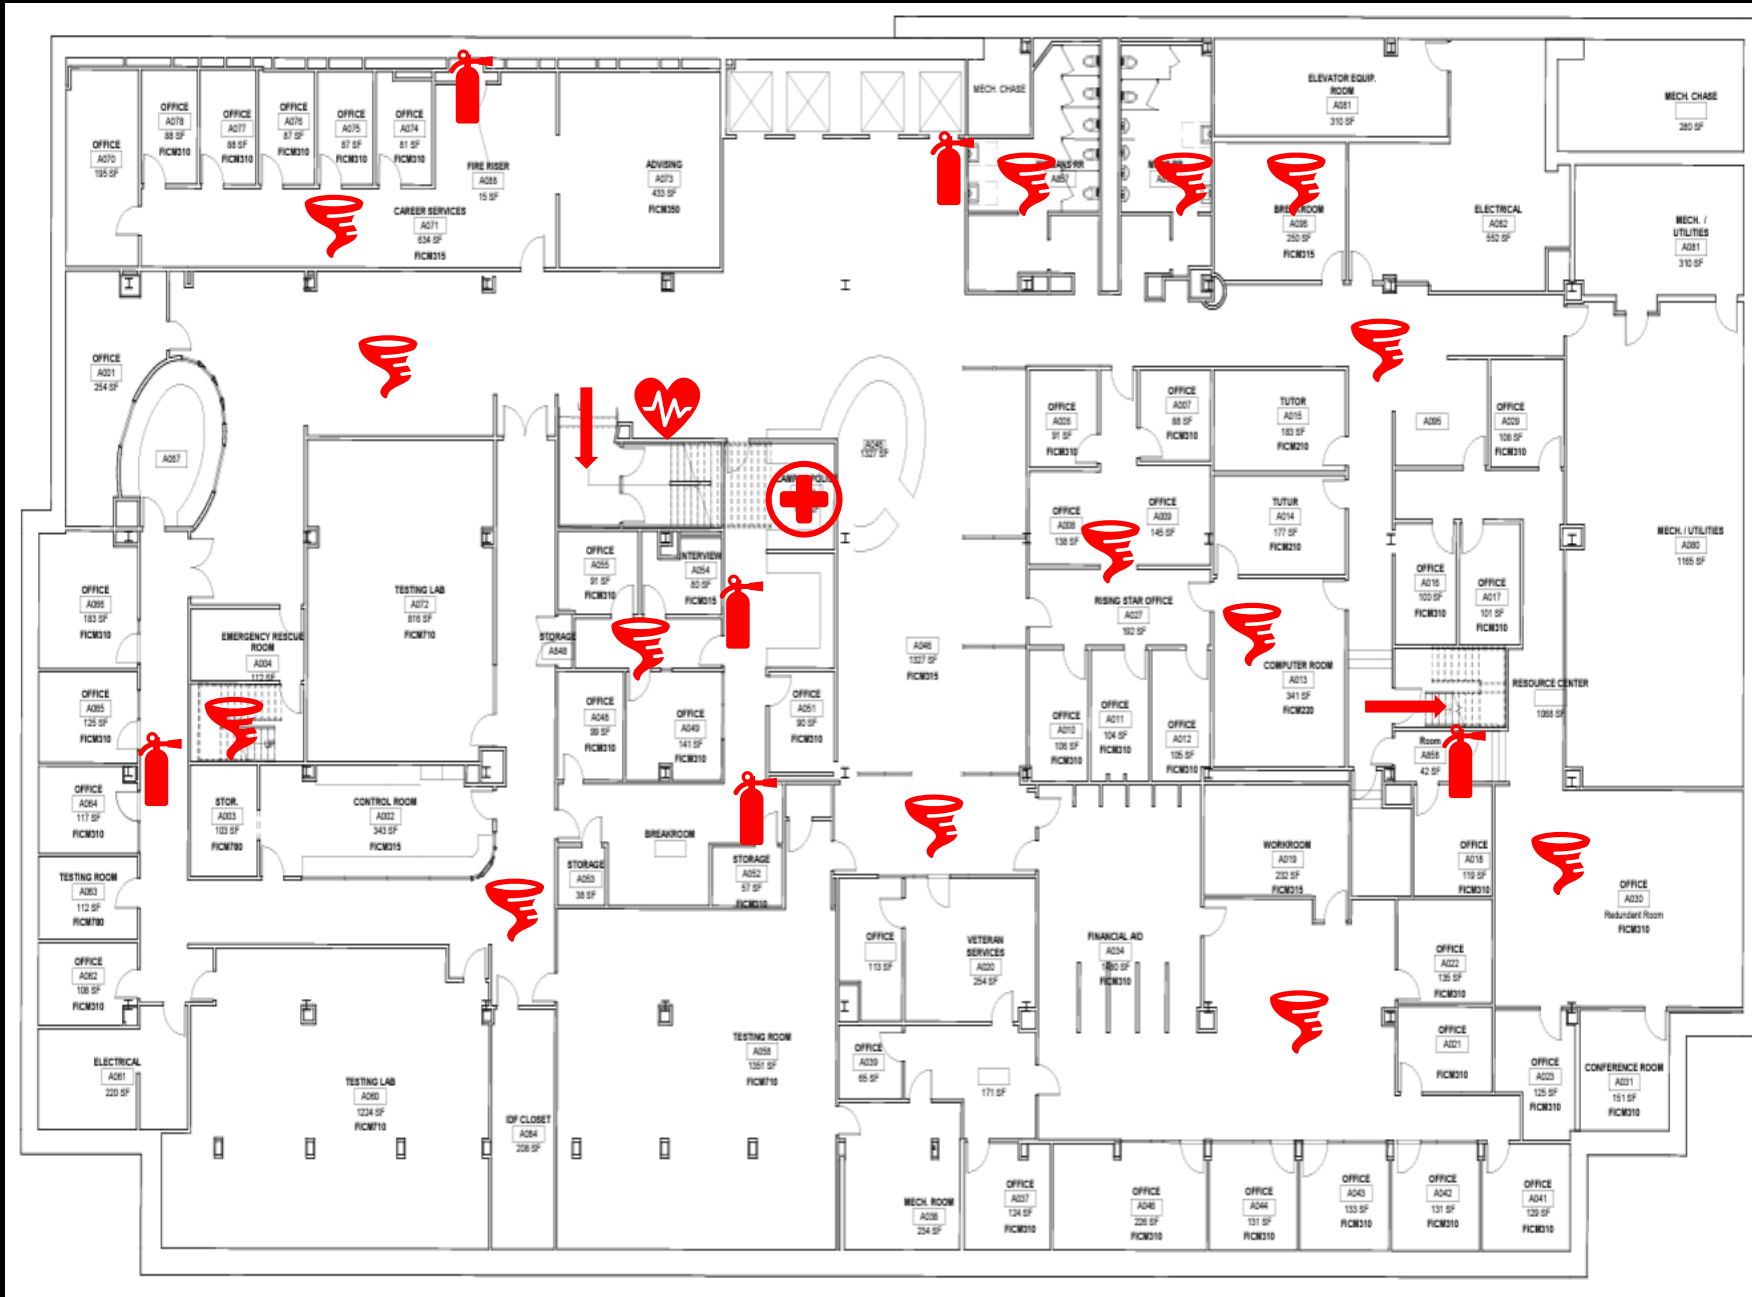 OFFICE
A070
195 SF
OFFICE
A078
88 SF
FICM310
OFFICE
A077
88 SF
FICM310
OFFICE
A076
87 SF
FICM310
OFFICE
A075
87 SF
FICM310
OFFICE
A074
81 SF
FICM310
FIRE RISER
A088
15 SF
CAREER SERVICES
A071
634 SF
FICM315
ADVISING
A073
433 SF
FICM350
MECH. CHASE
ELEVATOR EQUIP.
ROOM
A081
310 SF
MECH. CHASE
280 SF
ELECTRICAL
A082
552 SF
MECH. /
UTILITIES
A081
310 SF
250 SF
FICM315
OFFICE
A001
254 SF
A067
A046
1327 SF
OFFICE
91 SF
FICM310
OFFICE
A007
88 SF
FICM310
TUTOR
A015
183 SF
FICM210
A095
OFFICE
A029
108 SF
FICM310
OFFICE
A008
138 SF
OFFICE
A009
145 SF
TUTUR
A014
177 SF
FICM210
MECH. / UTILITIES
A080
1165 SF
OFFICE
A016
100 SF
FICM310
OFFICE
A017
101 SF
FICM310
OFFICE
A066
183 SF
FICM310
TESTING LAB
A072
816 SF
FICM710
OFFICE
A055
91 SF
FICM310
INTERVIEW
A054
80 SF
FICM315
EMERGENCY RESCUE
ROOM
A004
112 SF
STORAGE
A848
RISING STAR OFFICE
A027
192 SF
A046
1327 SF
FICM315
COMPUTER ROOM
A013
341 SF
FICM220
RESOURCE CENTER
1068 SF
OFFICE
A065
125 SF
FICM310
UP
OFFICE
A048
99 SF
FICM310
OFFICE
A049
141 SF
FICM310
OFFICE
A051
90 SF
FICM310
OFFICE
A010
106 SF
FICM310
OFFICE
A011
104 SF
FICM310
OFFICE
A012
105 SF
FICM310
Room
A858
42 SF
OFFICE
A064
117 SF
FICM310
STOR.
A003
103 SF
FICM780
CONTROL ROOM
A002
343 SF
FICM315
BREAKROOM
STORAGE
A053
38 SF
STORAGE
A052
57 SF
FICM310
WORKROOM
A019
232 SF
FICM315
OFFICE
A018
119 SF
FICM310
TESTING ROOM
A063
112 SF
FICM780
OFFICE
A030
Redundant Room
FICM310
OFFICE
A062
108 SF
FICM310
OFFICE
113 SF
VETERAN
SERVICES
A020
254 SF
FINANCIAL AID
A034
FICM310
OFFICE
A022
135 SF
FICM310
ELECTRICAL
A061
220 SF
TESTING LAB
A060
1224 SF
FICM710
IDF CLOSET
A084
208 SF
TESTING ROOM
A058
1351 SF
FICM710
OFFICE
A039
65 SF
171 SF
OFFICE
A021
FICM310
OFFICE
A023
125 SF
FICM310
CONFERENCE ROOM
A031
151 SF
FICM310
MECH. ROOM
A038
234 SF
OFFICE
A037
124 SF
FICM310
OFFICE
A046
226 SF
FICM310
OFFICE
A044
131 SF
FICM310
OFFICE
A043
133 SF
FICM310
OFFICE
A042
131 SF
FICM310
OFFICE
A041
129 SF
FICM310